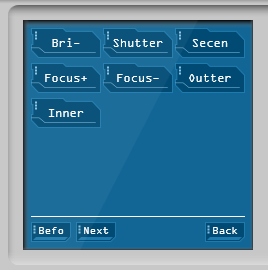 Bri- Shutter Secen
Focus+ Focus- Outter
Inner
Befo Next Back